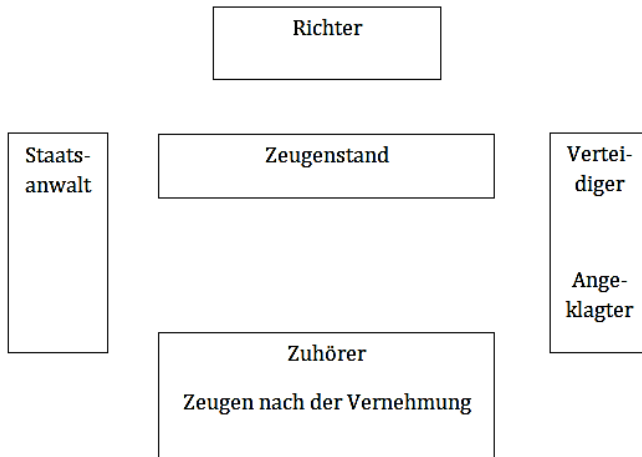 Richter
Staats-
anwalt
Zeugenstand
Vertei-
diger
Ange-
klagter
Zuhörer
Zeugen nach der Vernehmung